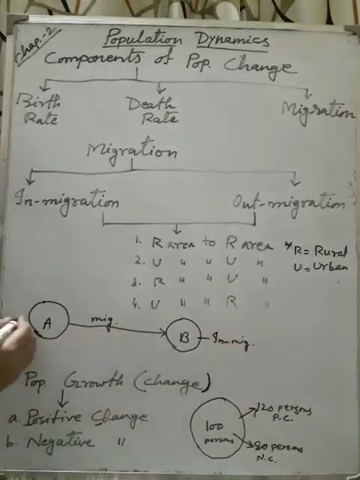 Chap. 2
Population Dynamics
Components of Pop. Change
Birth Rate
Death Rate
Migration
Migration
In-migration
Out-migration
1. R area to R area
2. U " " U "
3. R " " U "
4. U " " R "
* R = Rural
U = Urban
A
mig.
B
In-mig.
Pop. Growth (change)
a. Positive Change
b. Negative "
100 persons
120 persons P.C.
80 persons N.C.